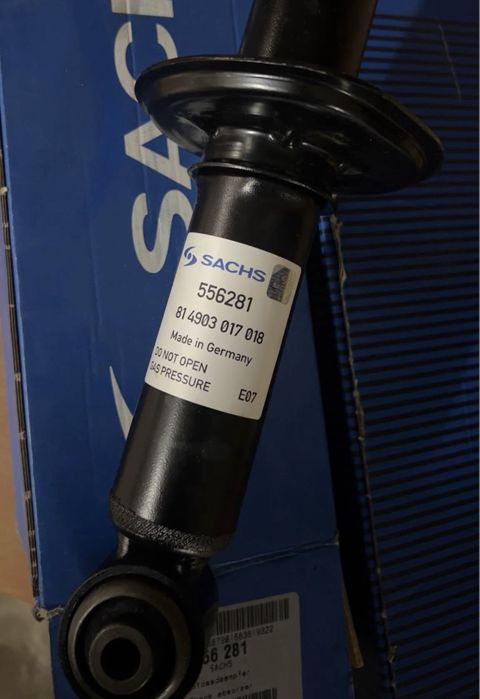 SACHS
SACHS
556281
81 4903 017 018
Made in Germany
DO NOT OPEN
GAS PRESSURE
E07
56 281
SACHS